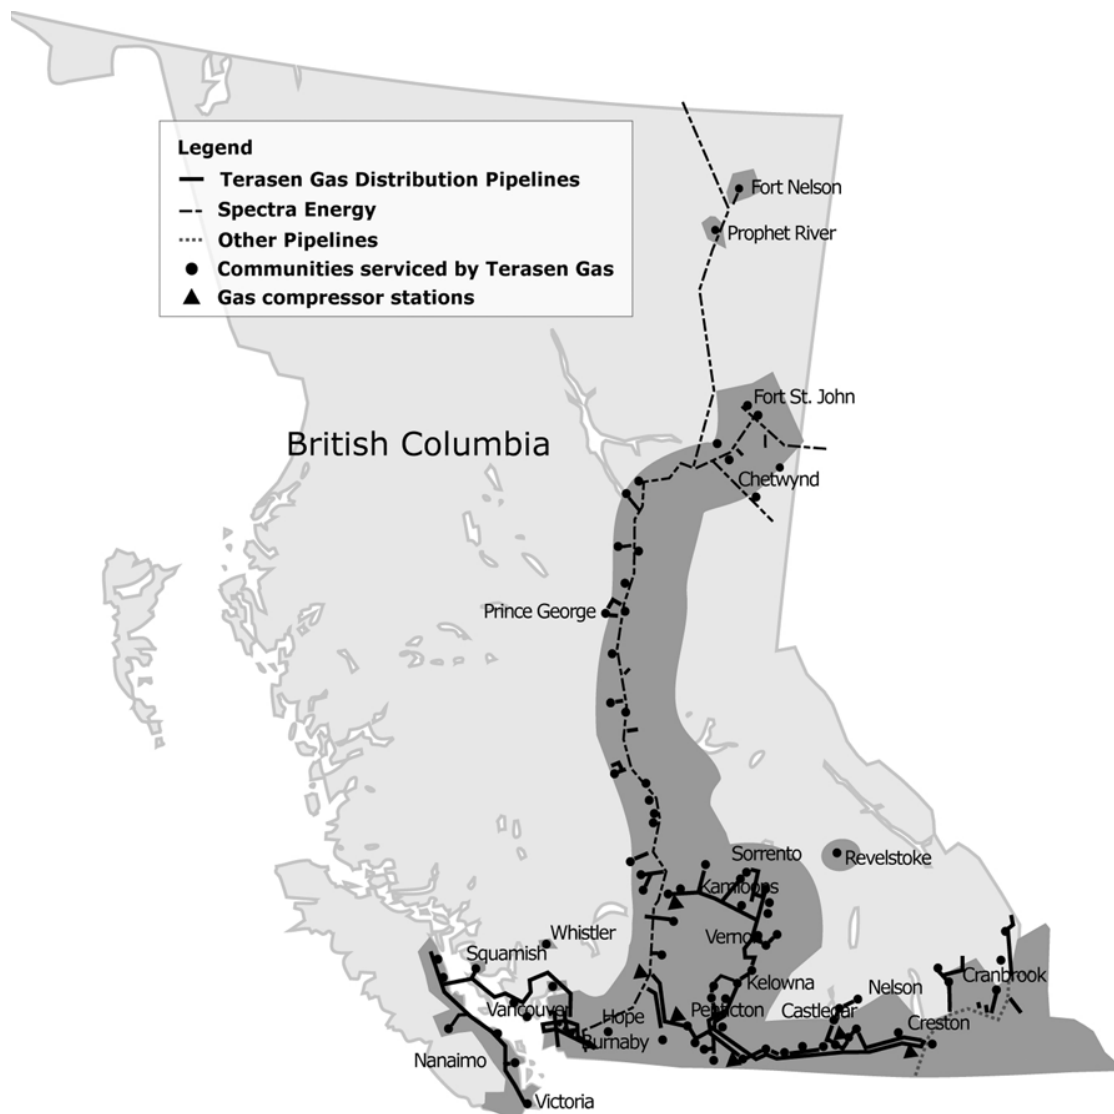 Legend
Terasen Gas Distribution Pipelines
Spectra Energy
Other Pipelines
Communities serviced by Terasen Gas
Gas compressor stations
Fort Nelson
Prophet River
Fort St. John
British Columbia
Chetwynd
Prince George
Sorrento
Revelstoke
Kamloops
Whistler
Vernon
Squamish
Cranbrook
Kelowna
Nelson
Vancouver
Hope
Penticton
Castlegar
Creston
Burnaby
Nanaimo
Victoria